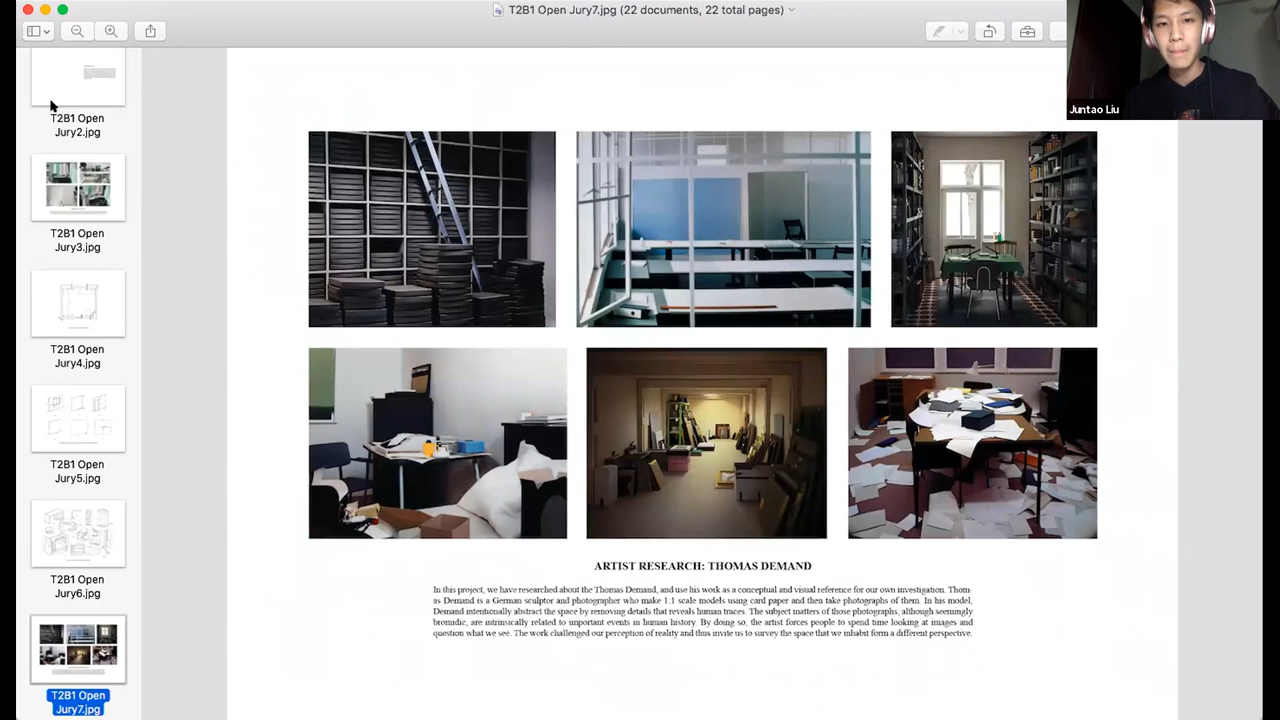 T2B1 Open Jury7.jpg (22 documents, 22 total pages)
Juntao Liu
T2B1 Open
Jury2.jpg
T2B1 Open
Jury3.jpg
T2B1 Open
Jury4.jpg
T2B1 Open
Jury5.jpg
T2B1 Open
Jury6.jpg
T2B1 Open
Jury7.jpg
ARTIST RESEARCH: THOMAS DEMAND
In this project, we have researched about the Thomas Demand, and use his work as a conceptual and visual reference for our own investigation. Thom-
as Demand is a German sculptor and photographer who make 1:1 scale models using card paper and then take photographs of them. In his model,
Demand intentionally abstract the space by removing details that reveals human traces. The subject matters of those photographs, although seemingly
bromidic, are intrinsically related to unportant events in human history. By doing so, the artist forces people to spend time looking at images and
question what we see. The work challenged our perception of reality and thus invite us to survey the space that we inhabit form a different perspective.